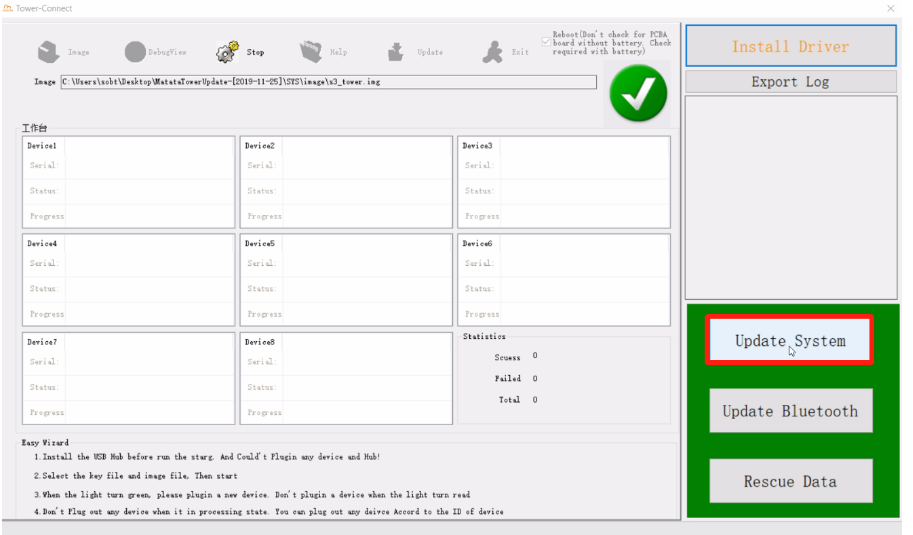 Tower-Connect
Image
DebugView
Stop
Help
Update
Exit
Reboot(Don't check for PCBA
board without battery. Check
required with battery)
Image C:\Users\sobt\Desktop\MatataTowerUpdate-[2019-11-25]\SYS\image\s3_tower.img
工作台
Device1
Serial:
Status:
Progress
Device2
Serial:
Status:
Progress
Device3
Serial:
Status:
Progress
Device4
Serial:
Status:
Progress
Device5
Serial:
Status:
Progress
Device6
Serial:
Status:
Progress
Device7
Serial:
Status:
Progress
Device8
Serial:
Status:
Progress
Statistics
Scuess 0
Failed 0
Total 0
Easy Wizard
1.Install the USB Hub before run the starg. And Could't Plugin any device and Hub!
2.Select the key file and image file, Then start
3.When the light turn green, please plugin a new device. Don't plugin a device when the light turn read
4.Don't Plug out any device when it in processing state. You can plug out any deivce Accord to the ID of device
Install Driver
Export Log
Update System
Update Bluetooth
Rescue Data